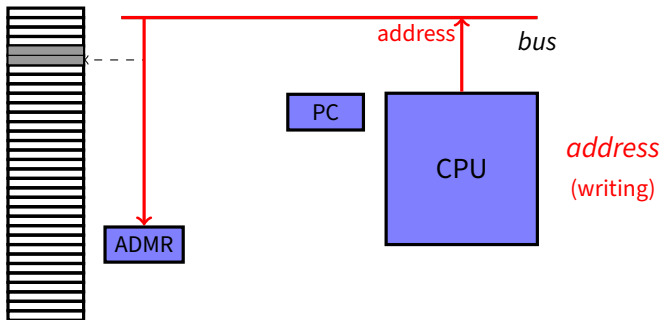 address
bus
PC
CPU
address
(writing)
ADMR